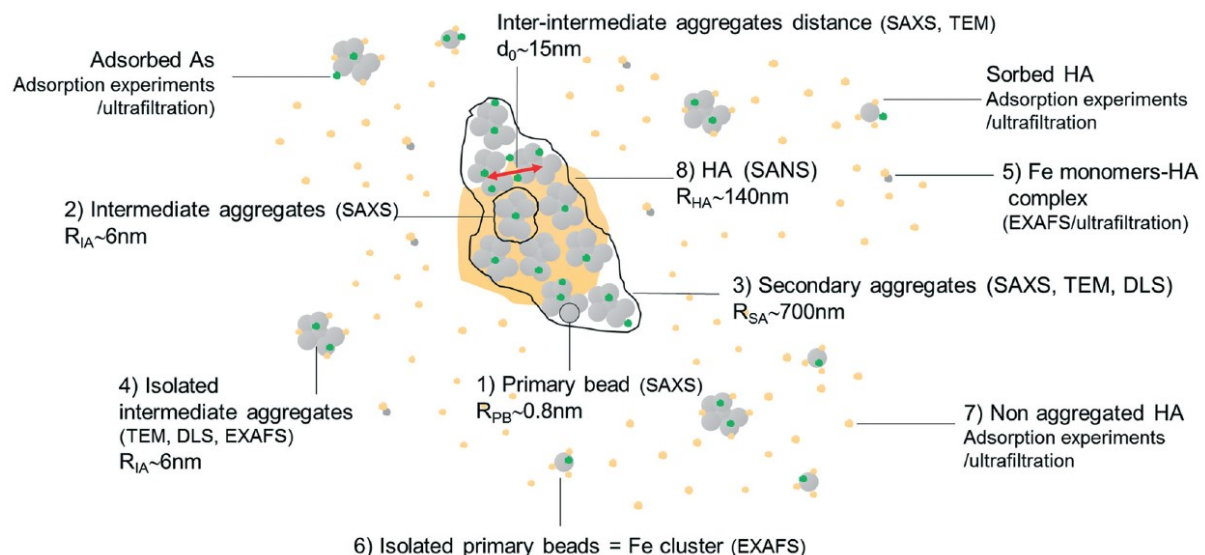 Inter-intermediate aggregates distance (SAXS, TEM)
d₀~15nm
Adsorbed As
Adsorption experiments
/ultrafiltration)
Sorbed HA
Adsorption experiments
/ultrafiltration
8) HA (SANS)
R_HA~140nm
5) Fe monomers-HA
complex
(EXAFS/ultrafiltration)
2) Intermediate aggregates (SAXS)
R_IA~6nm
3) Secondary aggregates (SAXS, TEM, DLS)
R_SA~700nm
4) Isolated
intermediate aggregates
(TEM, DLS, EXAFS)
R_IA~6nm
1) Primary bead (SAXS)
R_PB~0.8nm
7) Non aggregated HA
Adsorption experiments
/ultrafiltration
6) Isolated primary beads = Fe cluster (EXAFS)